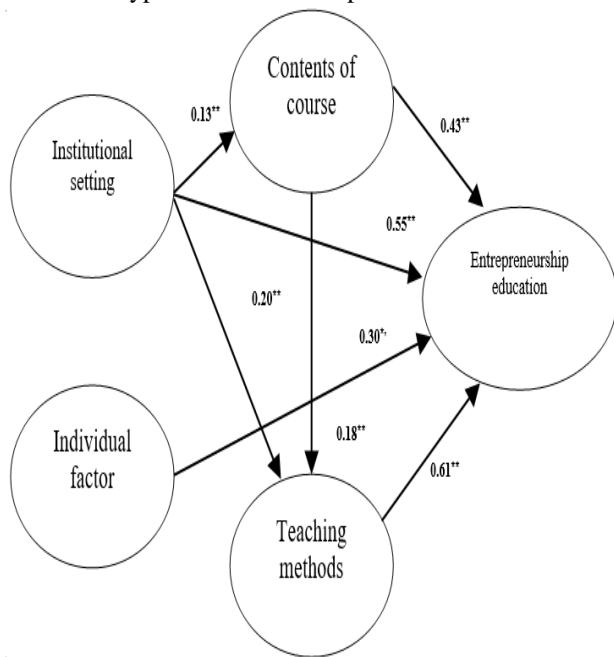 Contents of
course
0.13**
0.43**
Institutional
setting
0.55**
Entrepreneurship
education
0.20**
0.30*,
Individual
factor
0.18**
0.61**
Teaching
methods